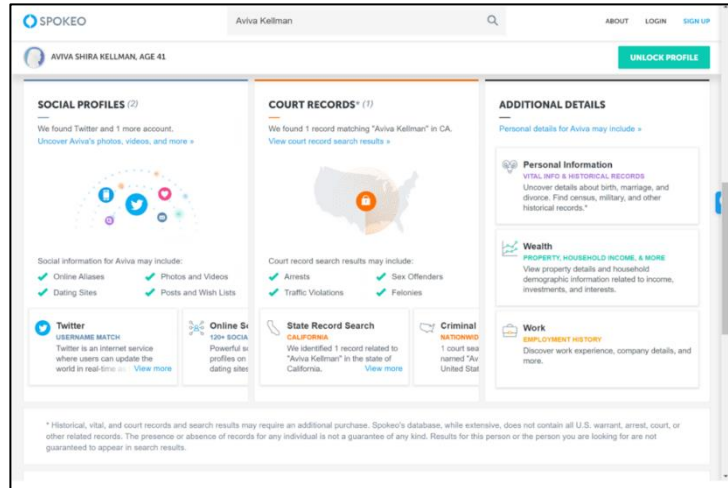 SPOKEO
Aviva Kellman
ABOUT LOGIN SIGN UP
AVIVA SHIRA KELLMAN, AGE 41
UNLOCK PROFILE
SOCIAL PROFILES (2)
We found Twitter and 1 more account.
Uncover Aviva's photos, videos, and more »
Social information for Aviva may include:
Online Aliases
Photos and Videos
Dating Sites
Posts and Wish Lists
Twitter
USERNAME MATCH
Twitter is an internet service
where users can update the
world in real-time View more
Online
120+ SOCIA
profiles on
dating sites
COURT RECORDS* (1)
We found 1 record matching "Aviva Kellman" in CA.
View court record search results »
Court record search results may include:
Arrests
Sex Offenders
Traffic Violations
Felonies
State Record Search
CALIFORNIA
We identified 1 record related to
"Aviva Kellman" in the state of
California. View more
Criminal
NATIONWID
1 court sea
named "Av
United Stat
ADDITIONAL DETAILS
Personal details for Aviva may include »
Personal Information
VITAL INFO & HISTORICAL RECORDS
Uncover details about birth, marriage, and
divorce. Find census, military, and other
historical records.*
Wealth
PROPERTY, HOUSEHOLD INCOME, & MORE
View property details and household
demographic information related to income,
investments, and interests.
Work
EMPLOYMENT HISTORY
Discover work experience, company details, and
more.
* Historical, vital, and court records and search results may require an additional purchase. Spokeo's database, while extensive, does not contain all U.S. warrant, arrest, court, or
other related records. The presence or absence of records for any individual is not a guarantee of any kind. Results for this person or the person you are looking for are not
guaranteed to appear in search results.